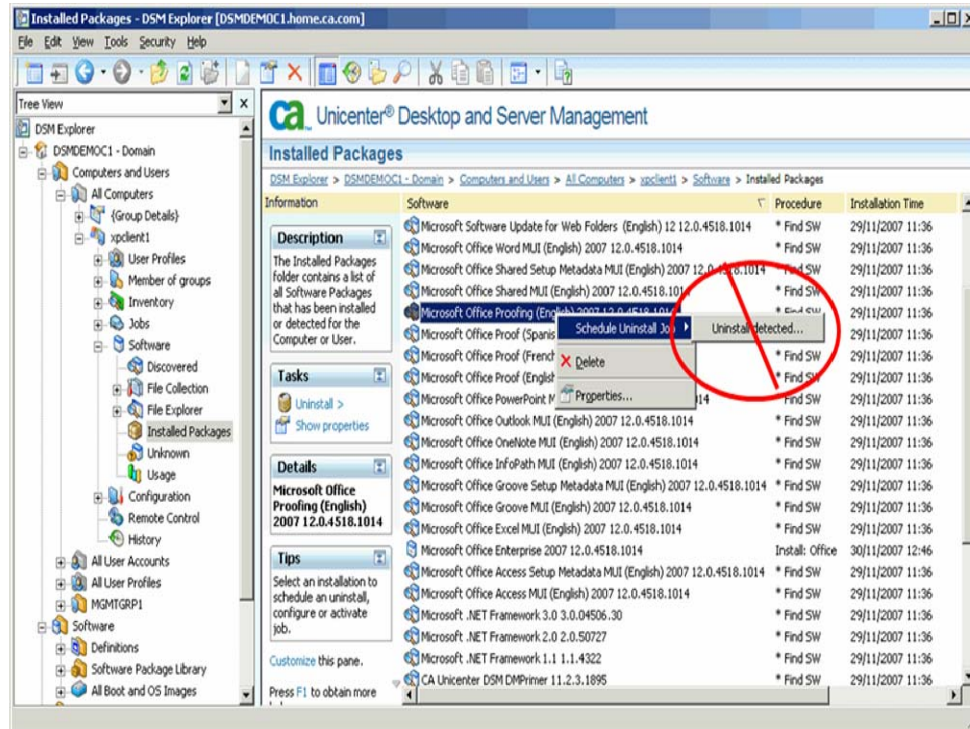 Installed Packages - DSM Explorer [DSMDEMOC1.home.ca.com]
File Edit View Tools Security Help
Tree View
DSM Explorer
DSMDEMOC1 - Domain
Computers and Users
All Computers
{Group Details}
xpclient1
User Profiles
Member of groups
Inventory
Jobs
Software
Discovered
File Collection
File Explorer
Installed Packages
Unknown
Usage
Configuration
Remote Control
History
All User Accounts
All User Profiles
MGMTGRP1
Software
Definitions
Software Package Library
All Boot and OS Images
ca Unicenter® Desktop and Server Management
Installed Packages
DSM Explorer > DSMDEMOC1 - Domain > Computers and Users > All Computers > xpclient1 > Software > Installed Packages
Information
Description
The Installed Packages
folder contains a list of
all Software Packages
that has been installed
or detected for the
Computer or User.
Tasks
Uninstall >
Show properties
Details
Microsoft Office
Proofing (English)
2007 12.0.4518.1014
Tips
Select an installation to
schedule an uninstall,
configure or activate
job.
Customize this pane.
Press F1 to obtain more
Software Procedure Installation Time
Microsoft Software Update for Web Folders (English) 12 12.0.4518.1014 * Find SW 29/11/2007 11:36
Microsoft Office Word MUI (English) 2007 12.0.4518.1014 * Find SW 29/11/2007 11:36
Microsoft Office Shared Setup Metadata MUI (English) 2007 12.0.4518.1014 * Find SW 29/11/2007 11:36
Microsoft Office Shared MUI (English) 2007 12.0.4518.1014 * Find SW 29/11/2007 11:36
Microsoft Office Proofing (English) 2007 12.0.4518.1014 * Find SW 29/11/2007 11:36
Microsoft Office Proof (Spanis 29/11/2007 11:36
Schedule Uninstall Job
Uninstall detected...
Microsoft Office Proof (French * Find SW 29/11/2007 11:36
Delete
Microsoft Office Proof (English * Find SW 29/11/2007 11:36
Microsoft Office PowerPoint M 14 * Find SW 29/11/2007 11:36
Properties...
Microsoft Office Outlook MUI (English) 2007 12.0.4518.1014 * Find SW 29/11/2007 11:36
Microsoft Office OneNote MUI (English) 2007 12.0.4518.1014 * Find SW 29/11/2007 11:36
Microsoft Office InfoPath MUI (English) 2007 12.0.4518.1014 * Find SW 29/11/2007 11:36
Microsoft Office Groove Setup Metadata MUI (English) 2007 12.0.4518.1014 * Find SW 29/11/2007 11:36
Microsoft Office Groove MUI (English) 2007 12.0.4518.1014 * Find SW 29/11/2007 11:36
Microsoft Office Excel MUI (English) 2007 12.0.4518.1014 * Find SW 29/11/2007 11:36
Microsoft Office Enterprise 2007 12.0.4518.1014 Install: Office 30/11/2007 12:46
Microsoft Office Access Setup Metadata MUI (English) 2007 12.0.4518.1014 * Find SW 29/11/2007 11:36
Microsoft Office Access MUI (English) 2007 12.0.4518.1014 * Find SW 29/11/2007 11:36
Microsoft .NET Framework 3.0 3.0.04506.30 * Find SW 29/11/2007 11:36
Microsoft .NET Framework 2.0 2.0.50727 * Find SW 29/11/2007 11:36
Microsoft .NET Framework 1.1 1.1.4322 * Find SW 29/11/2007 11:36
CA Unicenter DSM DMPrimer 11.2.3.1895 * Find SW 29/11/2007 11:36